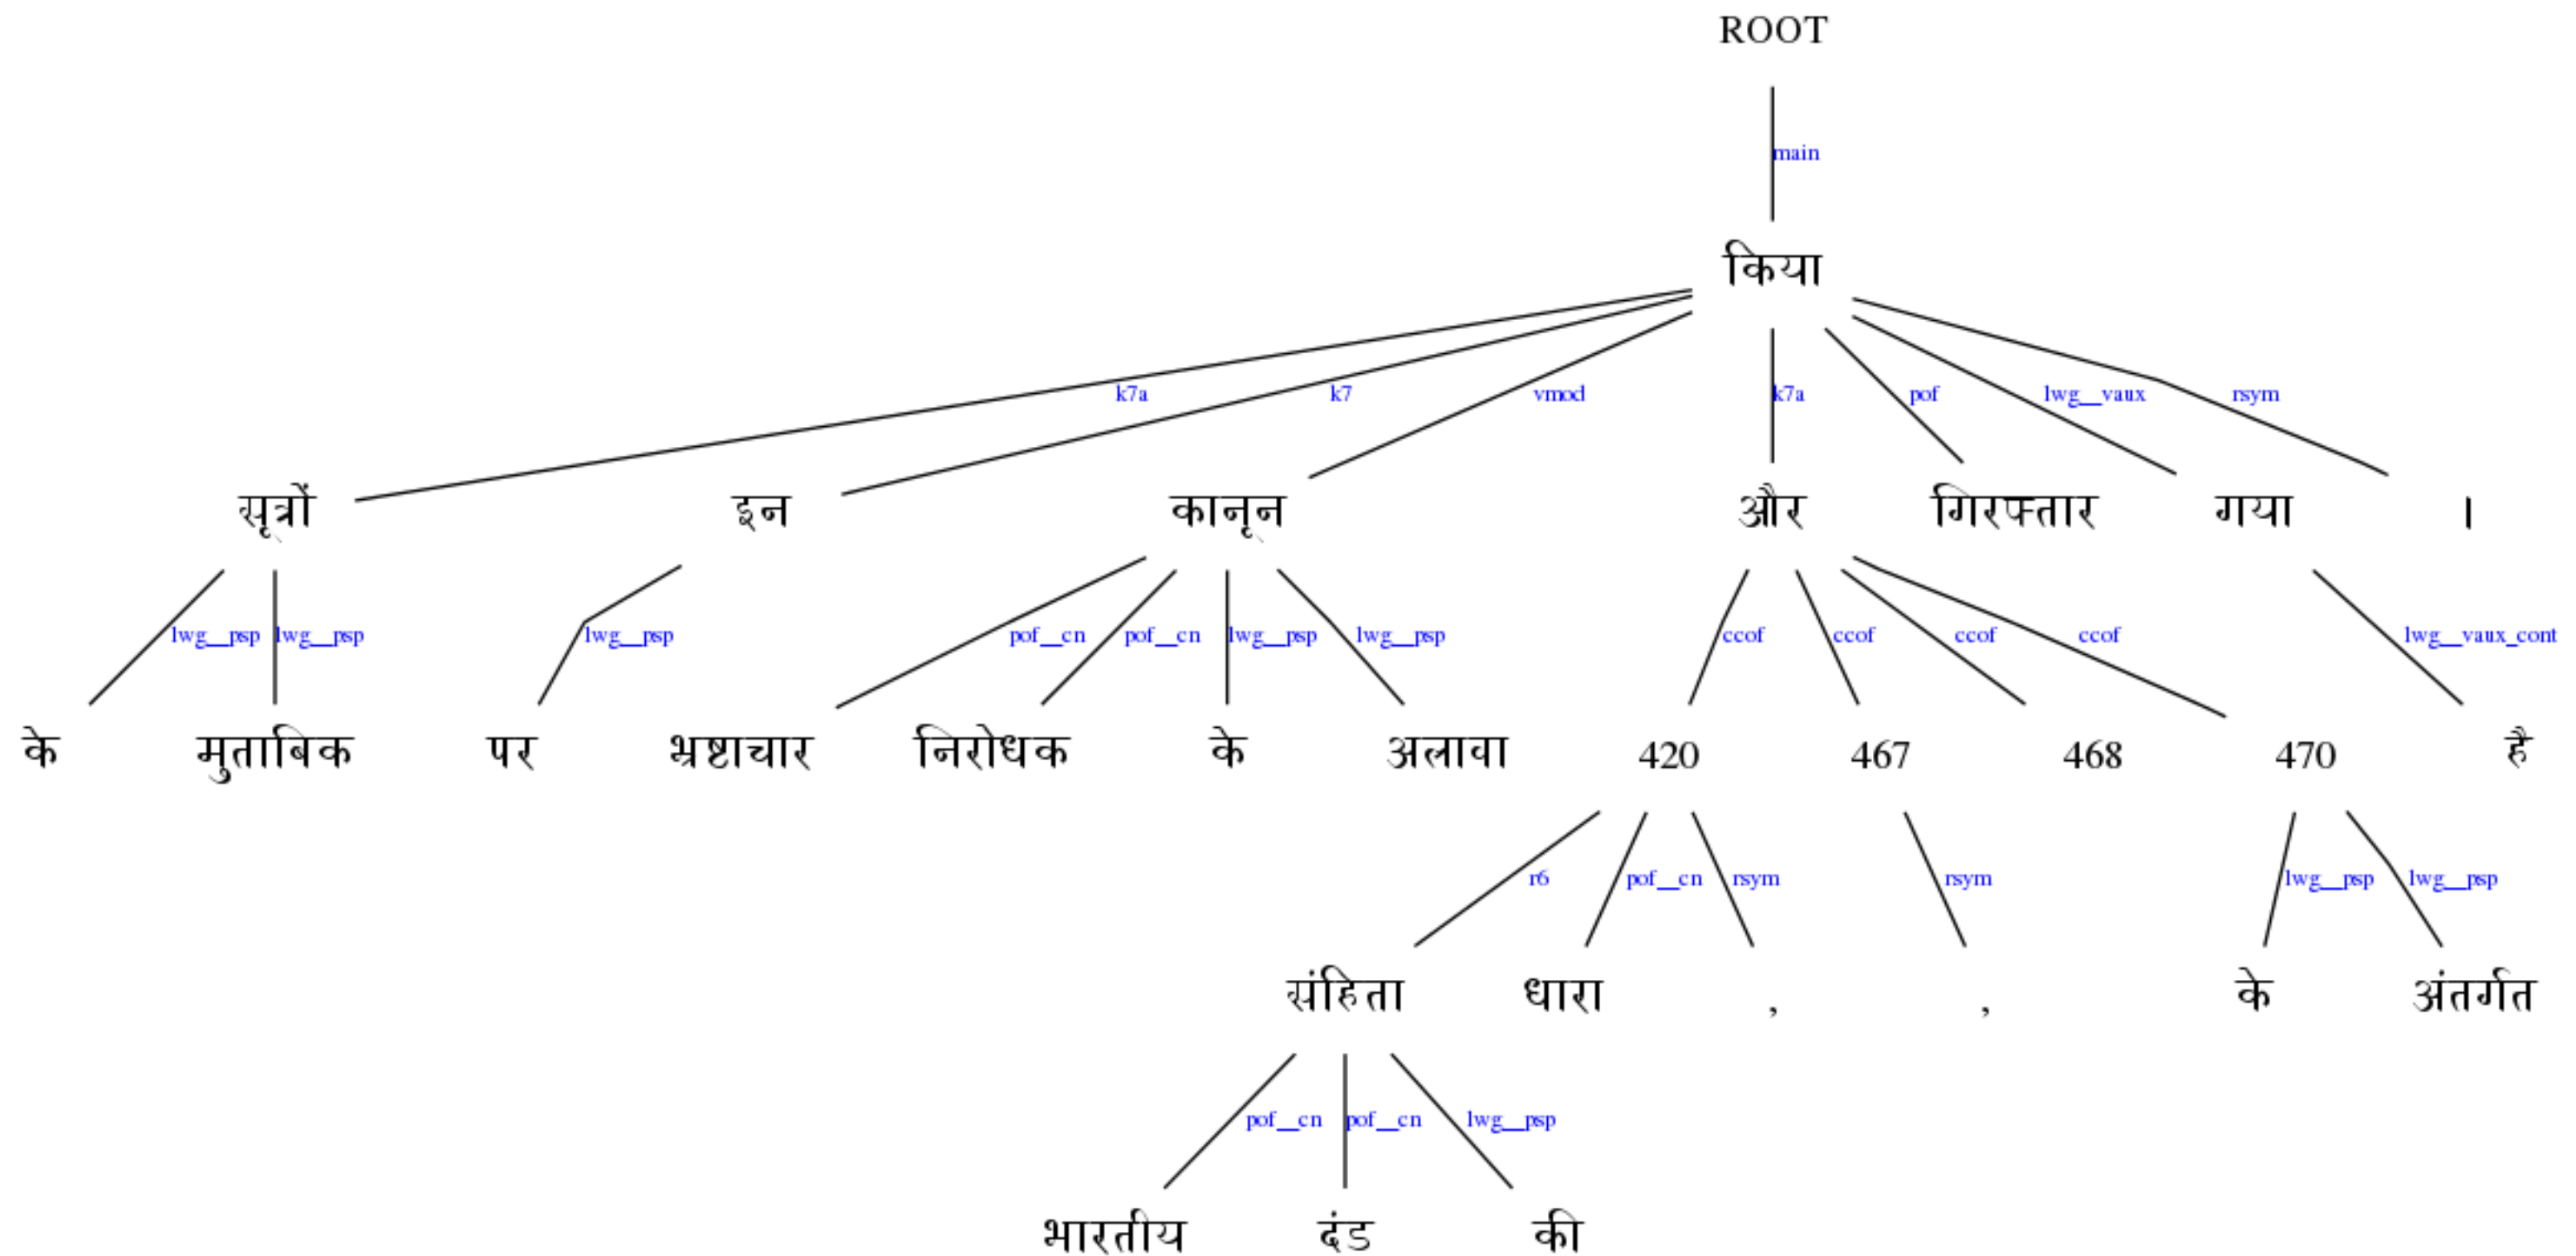 ROOT
main
किया
k7a k7 vmod k7a pof lwg__vaux rsym
सूत्रों इन कानून और गिरफ्तार गया ।
lwg__psp lwg__psp lwg__psp pof__cn pof__cn lwg__psp lwg__psp ccof ccof ccof ccof lwg__vaux_cont
के मुताबिक पर भ्रष्टाचार निरोधक के अलावा 420 467 468 470 है
r6 pof__cn rsym rsym lwg__psp lwg__psp
संहिता धारा , , के अंतर्गत
pof__cn pof__cn lwg__psp
भारतीय दंड की